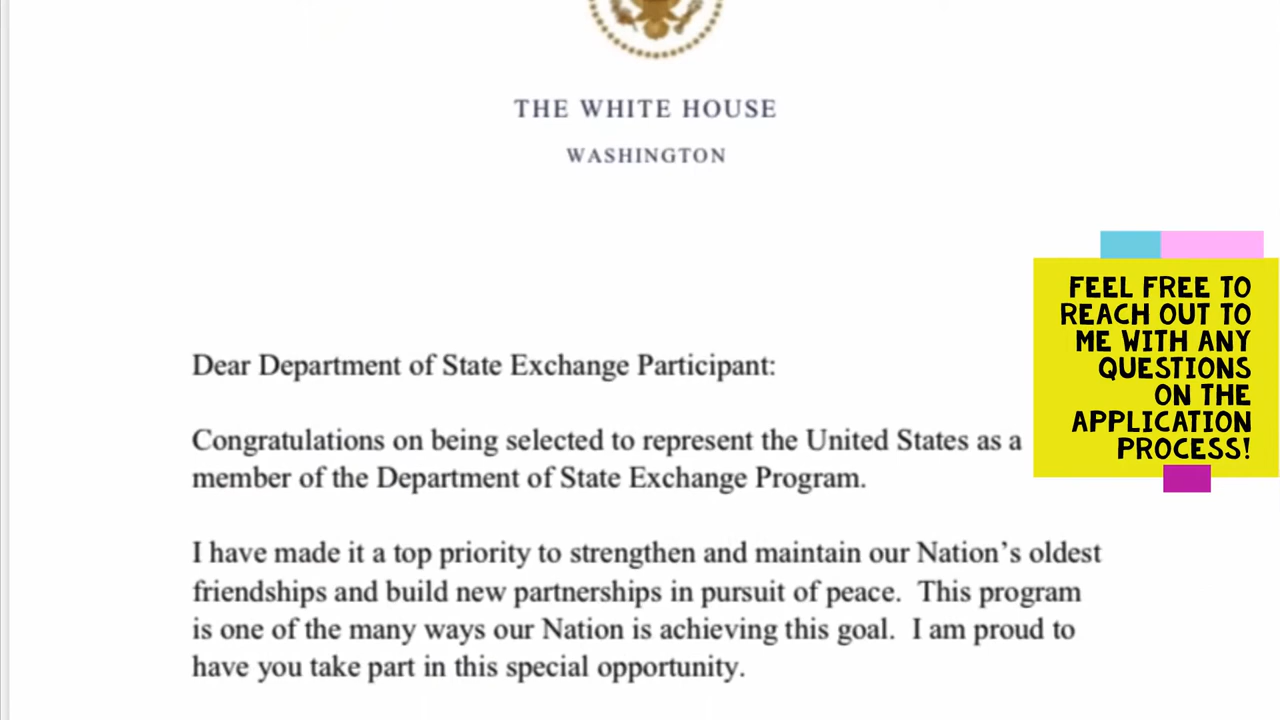 THE WHITE HOUSE
WASHINGTON
Dear Department of State Exchange Participant:
Congratulations on being selected to represent the United States as a
member of the Department of State Exchange Program.
I have made it a top priority to strengthen and maintain our Nation’s oldest
friendships and build new partnerships in pursuit of peace.  This program
is one of the many ways our Nation is achieving this goal.  I am proud to
have you take part in this special opportunity.
FEEL FREE TO
REACH OUT TO
ME WITH ANY
QUESTIONS
ON THE
APPLICATION
PROCESS!